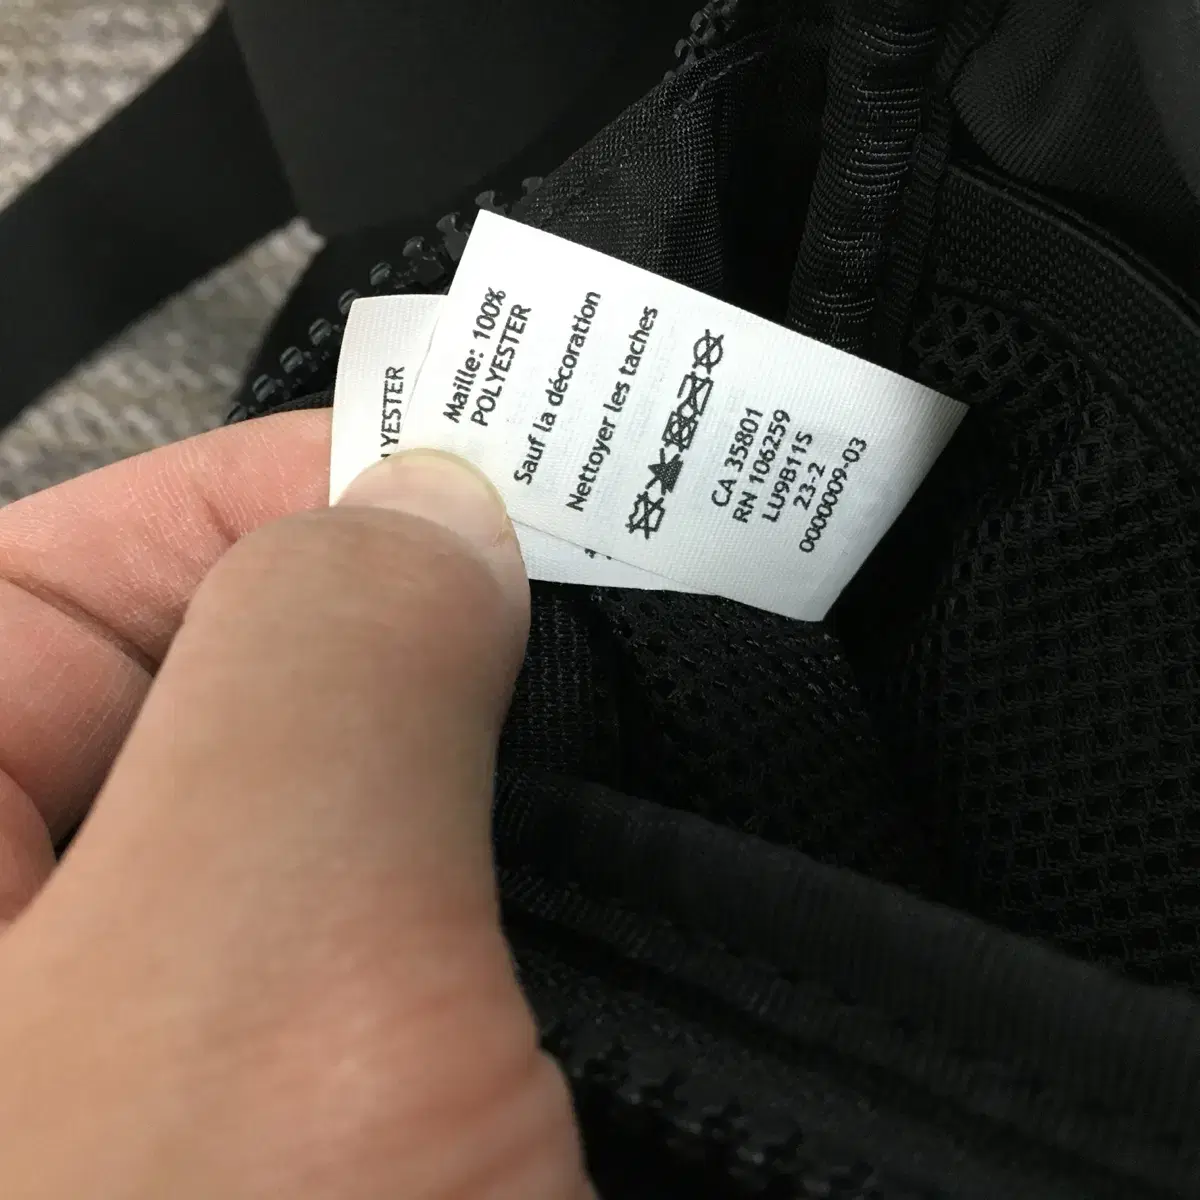 Maille: 100%
POLYESTER
Sauf la décoration
Nettoyer les taches
CA 35801
RN 106259
LU9B11S
23-2
0000009-03
YESTER